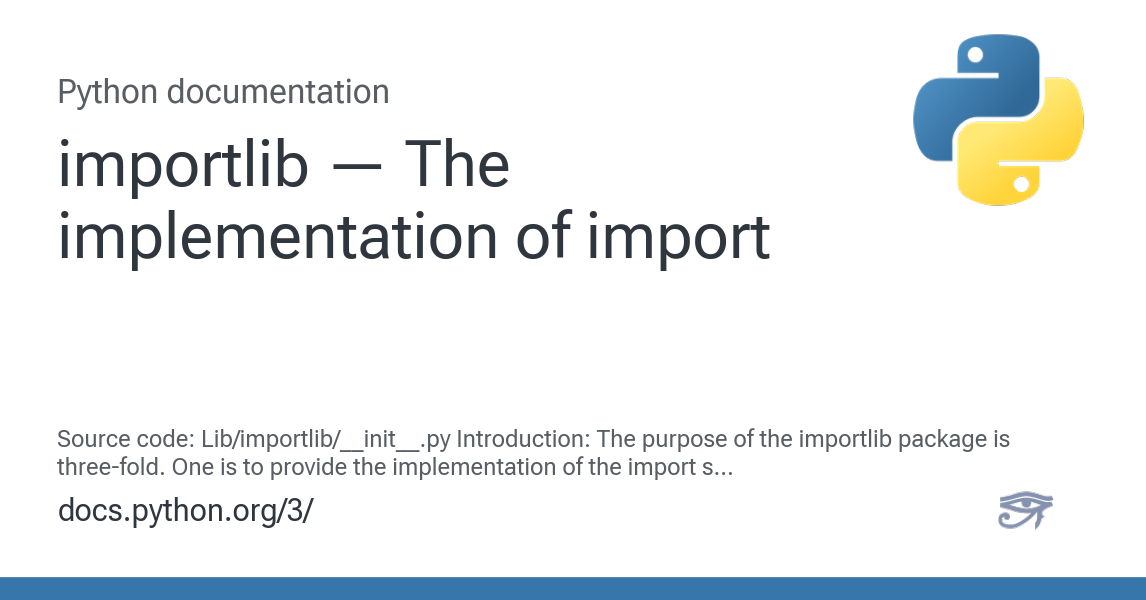 Python documentation
importlib — The
implementation of import
Source code: Lib/importlib/__init__.py Introduction: The purpose of the importlib package is
three-fold. One is to provide the implementation of the import s...
docs.python.org/3/